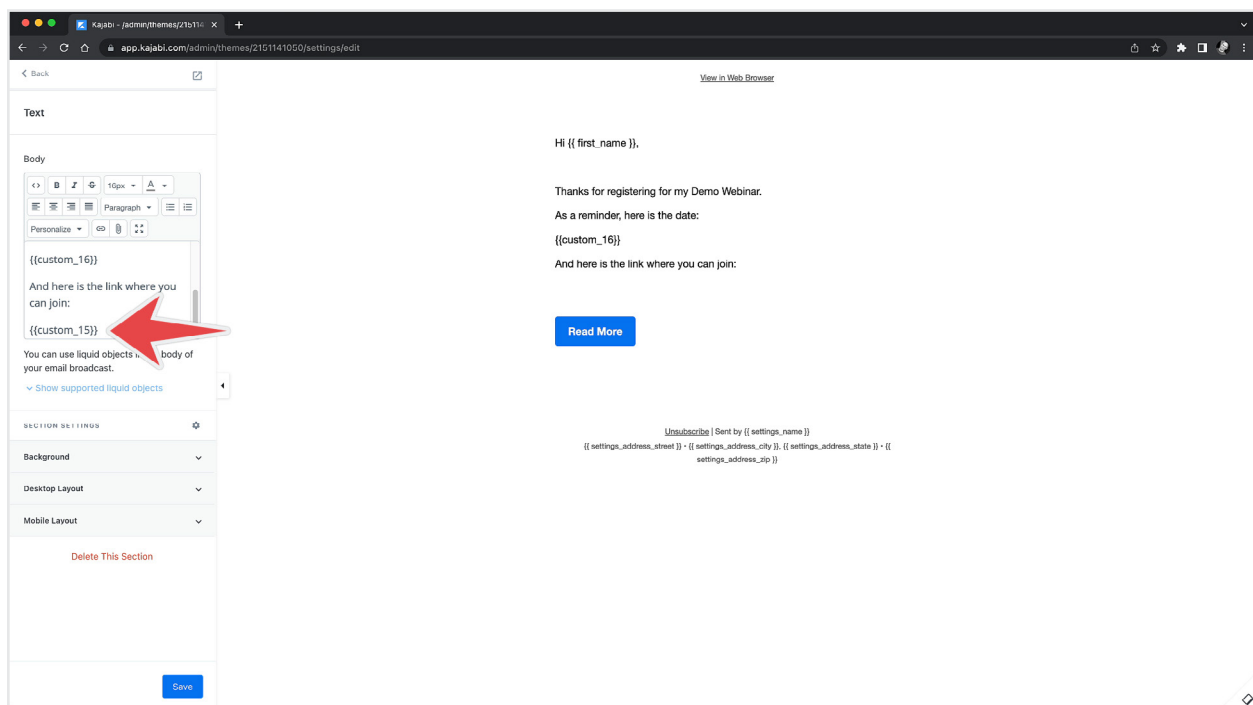 Kajabi - /admin/themes/215114
app.kajabi.com/admin/themes/2151141050/settings/edit
Back
Text
Body
16px
A
Paragraph
Personalize
{{custom_16}}
And here is the link where you
can join:
{{custom_15}}
You can use liquid objects body of
your email broadcast.
Show supported liquid objects
SECTION SETTINGS
Background
Desktop Layout
Mobile Layout
Delete This Section
Save
View in Web Browser
Hi {{ first_name }},
Thanks for registering for my Demo Webinar.
As a reminder, here is the date:
{{custom_16}}
And here is the link where you can join:
Read More
Unsubscribe | Sent by {{ settings_name }}
{{ settings_address_street }} • {{ settings_address_city }}, {{ settings_address_state }} • {{
settings_address_zip }}